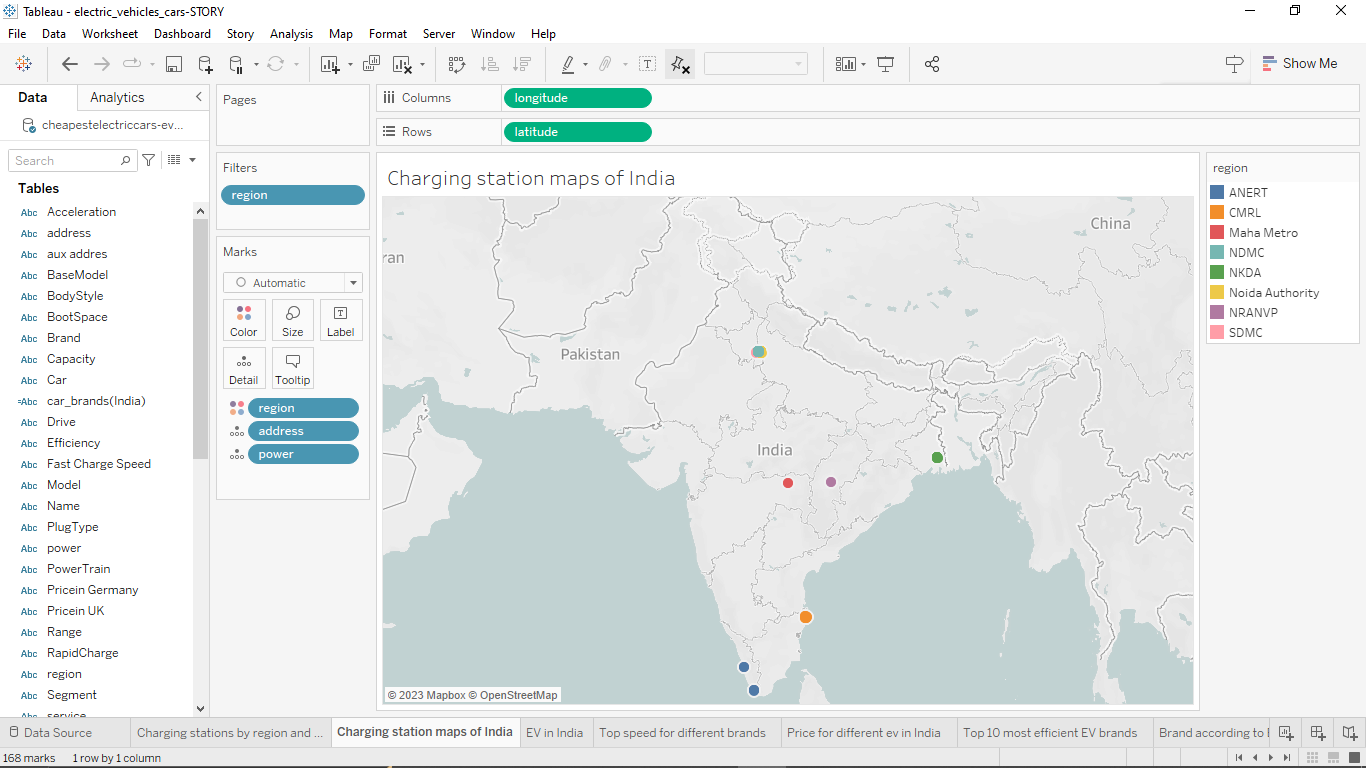 Tableau - electric_vehicles_cars-STORY
File Data Worksheet Dashboard Story Analysis Map Format Server Window Help
Show Me
Data Analytics
cheapestelectriccars-ev...
Search
Tables
Abc Acceleration
Abc address
Abc aux addres
Abc BaseModel
Abc BodyStyle
Abc BootSpace
Abc Brand
Abc Capacity
Abc Car
=Abc car_brands(India)
Abc Drive
Abc Efficiency
Abc Fast Charge Speed
Abc Model
Abc Name
Abc PlugType
Abc power
Abc PowerTrain
Abc Pricein Germany
Abc Pricein UK
Abc Range
Abc RapidCharge
Abc region
Abc Segment
Abc service
Pages
Filters
region
Marks
Automatic
Color Size Label
Detail Tooltip
region
address
power
Columns longitude
Rows latitude
Charging station maps of India
China
ran
Pakistan
India
© 2023 Mapbox © OpenStreetMap
region
ANERT
CMRL
Maha Metro
NDMC
NKDA
Noida Authority
NRANVP
SDMC
Data Source Charging stations by region and ... Charging station maps of India EV in India Top speed for different brands Price for different ev in India Top 10 most efficient EV brands Brand according to
168 marks 1 row by 1 column